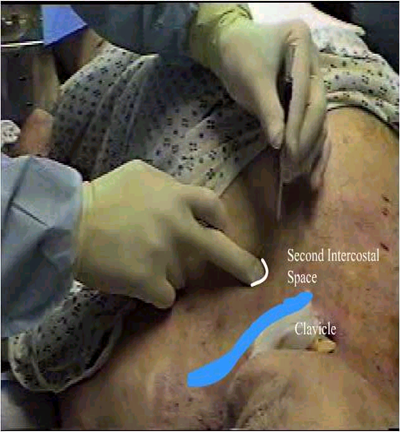 Second Intercostal
Space
Clavicle